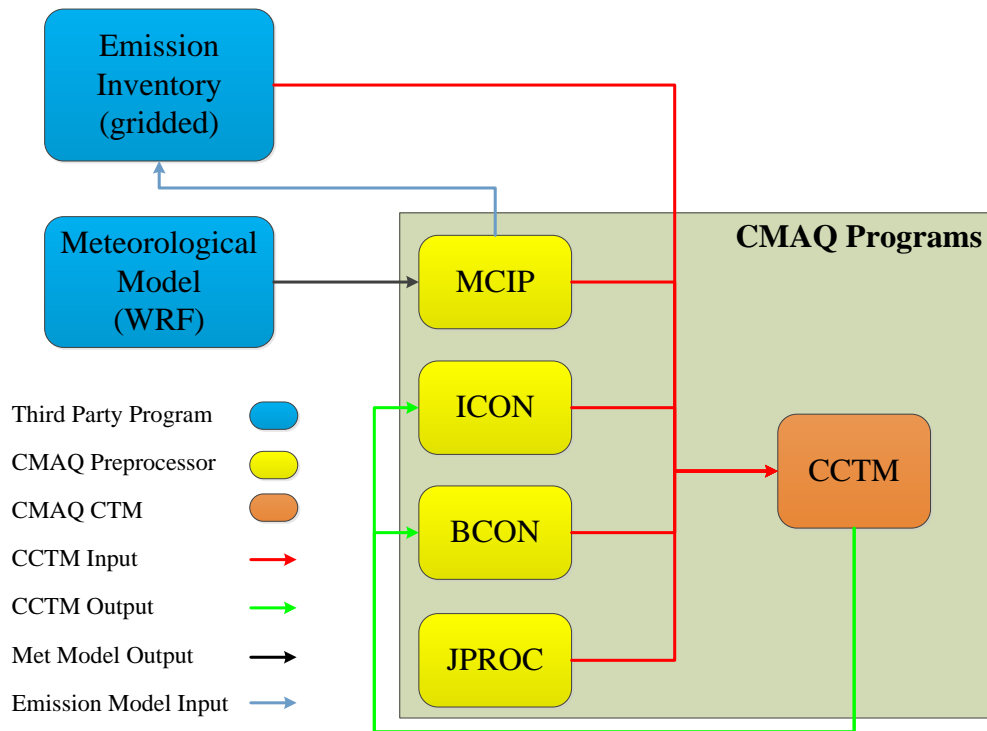 Emission
Inventory
(gridded)
Meteorological
Model
(WRF)
CMAQ Programs
MCIP
ICON
BCON
JPROC
CCTM
Third Party Program
CMAQ Preprocessor
CMAQ CTM
CCTM Input
CCTM Output
Met Model Output
Emission Model Input